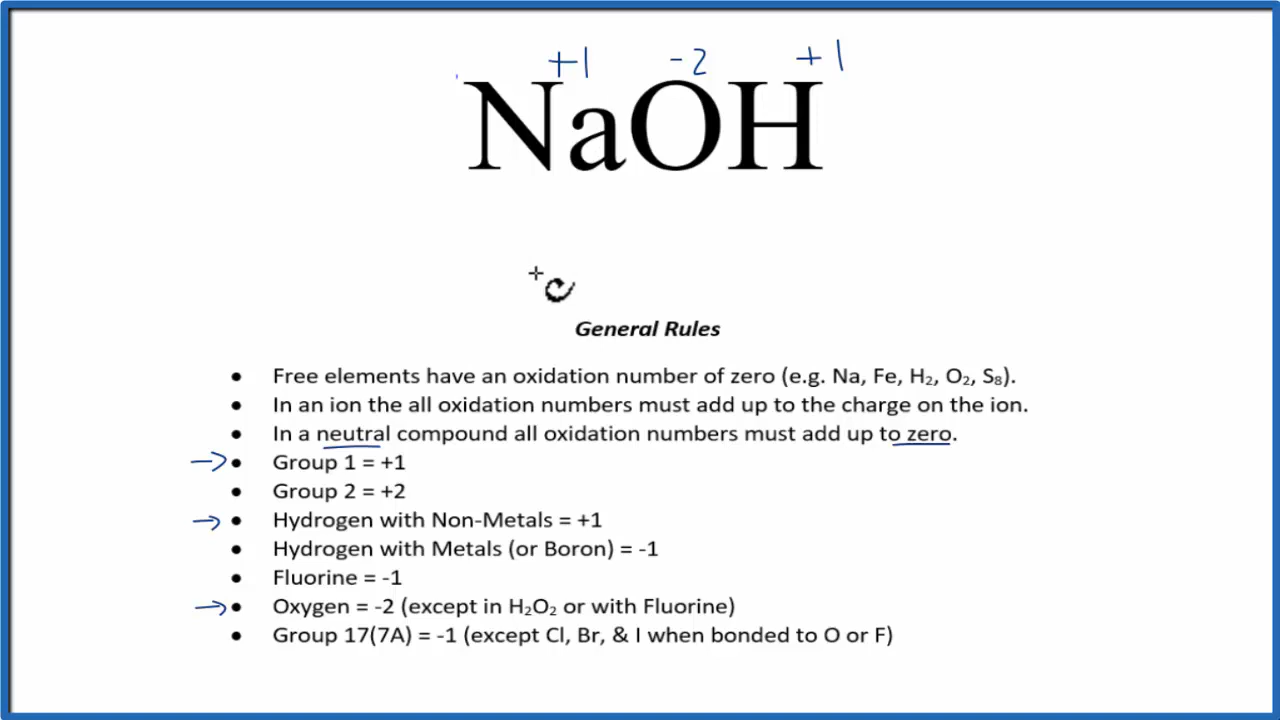 +1 -2 +1
NaOH
General Rules
• Free elements have an oxidation number of zero (e.g. Na, Fe, H₂, O₂, S₈).
• In an ion the all oxidation numbers must add up to the charge on the ion.
• In a neutral compound all oxidation numbers must add up to zero.
→ • Group 1 = +1
• Group 2 = +2
→ • Hydrogen with Non-Metals = +1
• Hydrogen with Metals (or Boron) = -1
• Fluorine = -1
→ • Oxygen = -2 (except in H₂O₂ or with Fluorine)
• Group 17(7A) = -1 (except Cl, Br, & I when bonded to O or F)